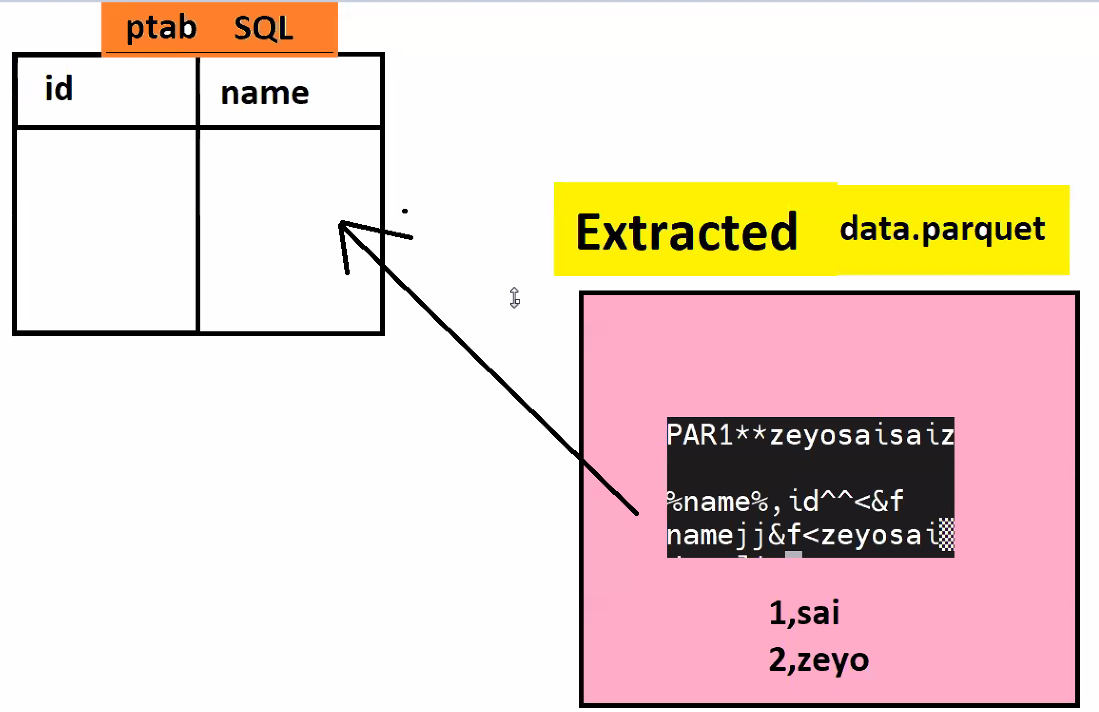 ptab SQL
id name
Extracted data.parquet
PAR1**zeyosaisaiz
%name%,id^^<&f
namejj&f<zeyosai
1,sai
2,zeyo